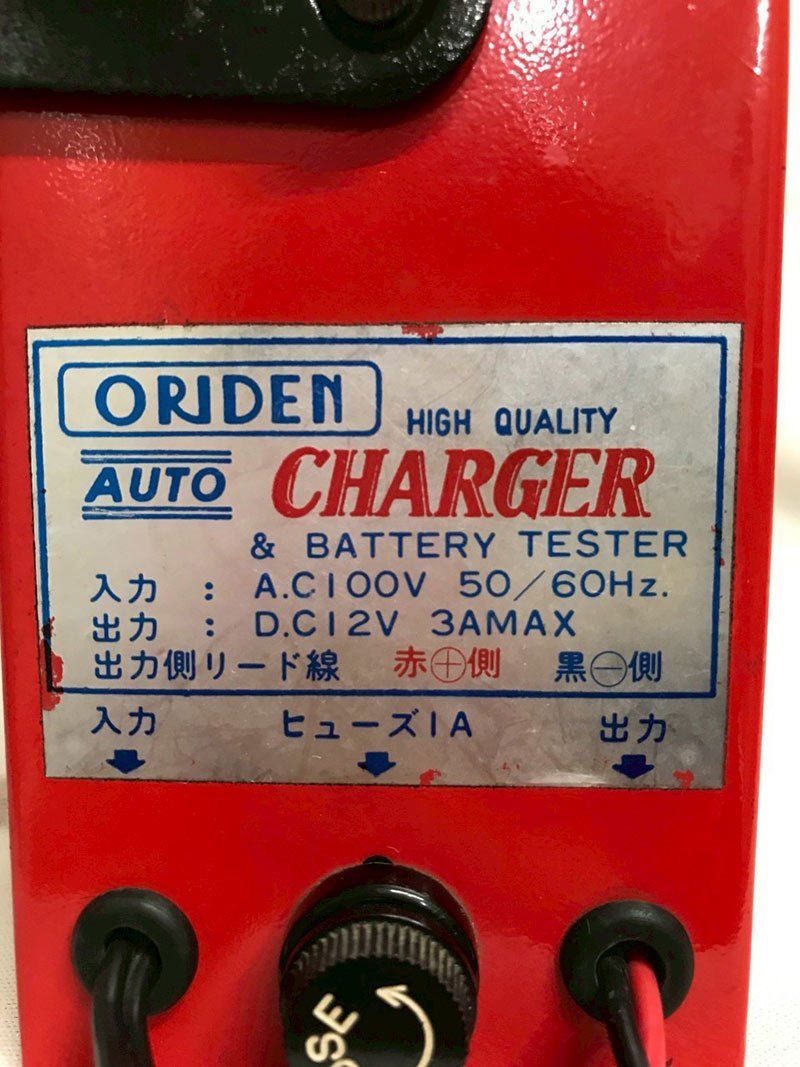 ORIDEN
HIGH QUALITY
AUTO CHARGER
& BATTERY TESTER
入力 : A.C100V 50/60Hz.
出力 : D.C12V 3AMAX
出力側リード線 赤⊕側 黒⊖側
入力 ヒューズ1A 出力